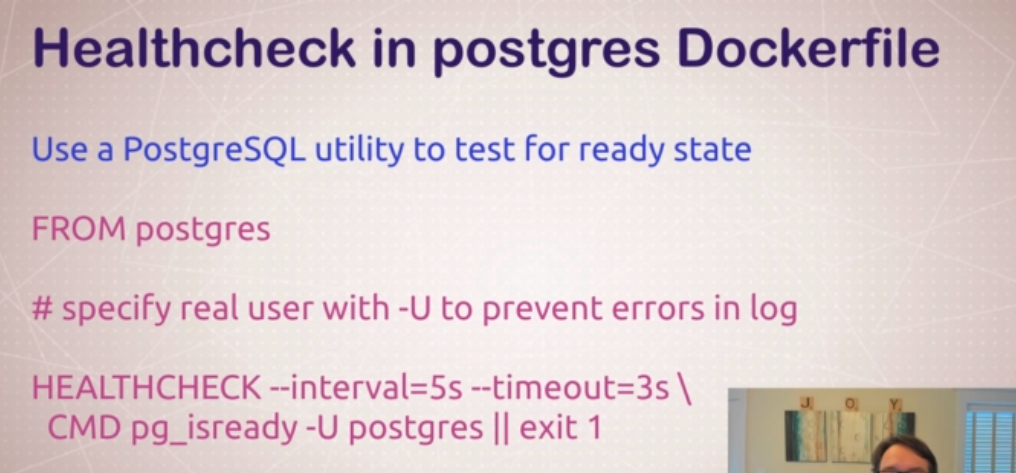 Healthcheck in postgres Dockerfile
Use a PostgreSQL utility to test for ready state
FROM postgres
# specify real user with -U to prevent errors in log
HEALTHCHECK --interval=5s --timeout=3s \
CMD pg_isready -U postgres || exit 1
J O Y